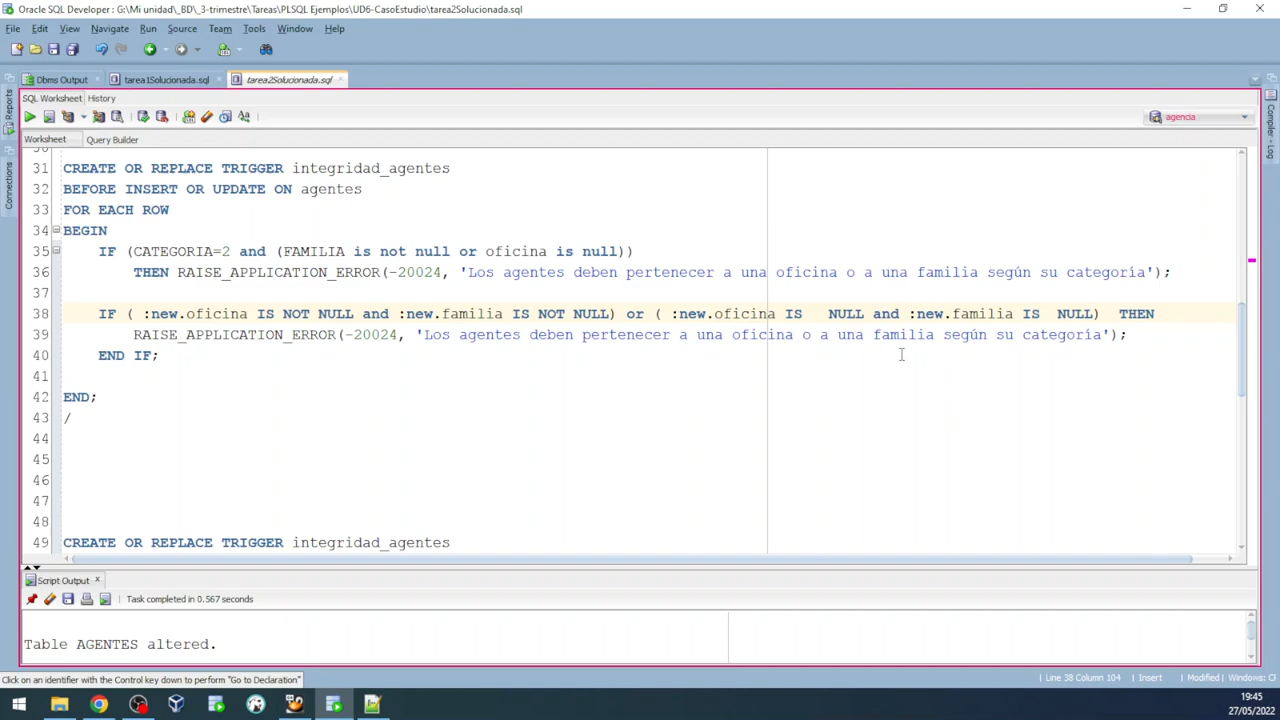 Oracle SQL Developer : G:\Mi unidad\_BD\_3-trimestre\Tareas\PLSQL Ejemplos\UD6-CasoEstudio\tarea2Solucionada.sql
File Edit View Navigate Run Source Team Tools Window Help
Dbms Output tarea1Solucionada.sql tarea2Solucionada.sql
SQL Worksheet History
agencia
Worksheet Query Builder
Reports
Connections
Compiler - Log
31 CREATE OR REPLACE TRIGGER integridad_agentes
32 BEFORE INSERT OR UPDATE ON agentes
33 FOR EACH ROW
34 BEGIN
35 IF (CATEGORIA=2 and (FAMILIA is not null or oficina is null))
36 THEN RAISE_APPLICATION_ERROR(-20024, 'Los agentes deben pertenecer a una oficina o a una familia según su categoría');
37
38 IF ( :new.oficina IS NOT NULL and :new.familia IS NOT NULL) or ( :new.oficina IS NULL and :new.familia IS NULL) THEN
39 RAISE_APPLICATION_ERROR(-20024, 'Los agentes deben pertenecer a una oficina o a una familia según su categoría');
40 END IF;
41
42 END;
43 /
44
45
46
47
48
49 CREATE OR REPLACE TRIGGER integridad_agentes
Script Output
Task completed in 0.567 seconds
Table AGENTES altered.
Click on an identifier with the Control key down to perform "Go to Declaration"
Line 38 Column 104 Insert Modified Windows: C
19:45
27/05/2022